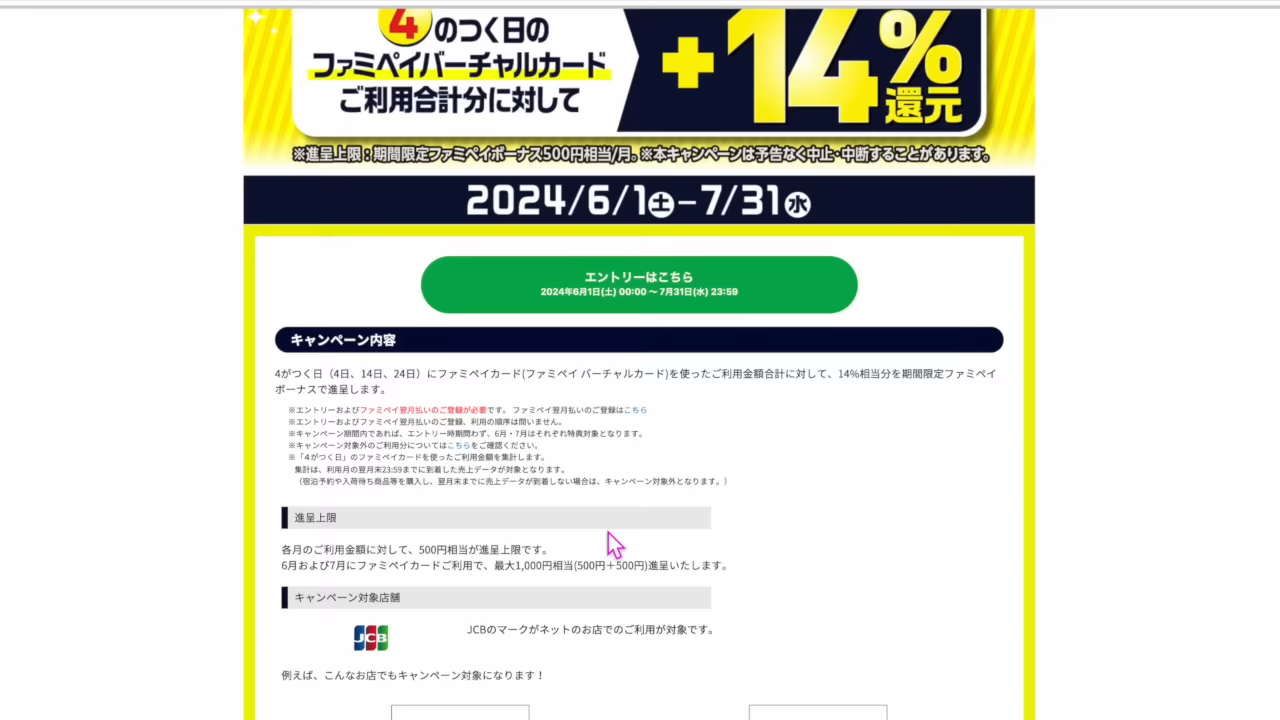 4のつく日の
ファミペイバーチャルカード
ご利用合計分に対して
+14%還元
※進呈上限：期間限定ファミペイボーナス500円相当/月。※本キャンペーンは予告なく中止・中断することがあります。
2024/6/1土－7/31水
エントリーはこちら
2024年6月1日(土) 00:00 ～ 7月31日(水) 23:59
キャンペーン内容
4がつく日（4日、14日、24日）にファミペイカード(ファミペイ バーチャルカード)を使ったご利用金額合計に対して、14%相当分を期間限定ファミペイ
ボーナスで進呈します。
※エントリーおよびファミペイ翌月払いのご登録が必要です。 ファミペイ翌月払いのご登録はこちら
※エントリーおよびファミペイ翌月払いのご登録、利用の順序は問いません。
※キャンペーン期間内であれば、エントリー時期問わず、6月・7月はそれぞれ特典対象となります。
※キャンペーン対象外のご利用分についてはこちらをご確認ください。
※「４がつく日」のファミペイカードを使ったご利用金額を集計します。
集計は、利用月の翌月末23:59までに到着した売上データが対象となります。
（宿泊予約や入荷待ち商品等を購入し、翌月末までに売上データが到着しない場合は、キャンペーン対象外となります。）
進呈上限
各月のご利用金額に対して、500円相当が進呈上限です。
6月および7月にファミペイカードご利用で、最大1,000円相当(500円＋500円)進呈いたします。
キャンペーン対象店舗
JCB
JCBのマークがネットのお店でのご利用が対象です。
例えば、こんなお店でもキャンペーン対象になります！